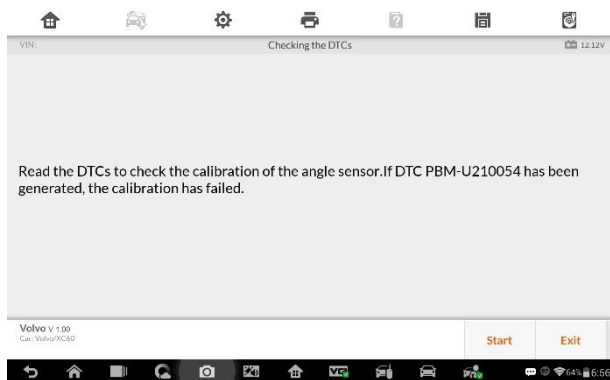 VIN:
Checking the DTCs
12.12V
Read the DTCs to check the calibration of the angle sensor.If DTC PBM-U210054 has been
generated, the calibration has failed.
Volvo V 1.00
Car: Volvo/XC60
Start
Exit
64%
6:56